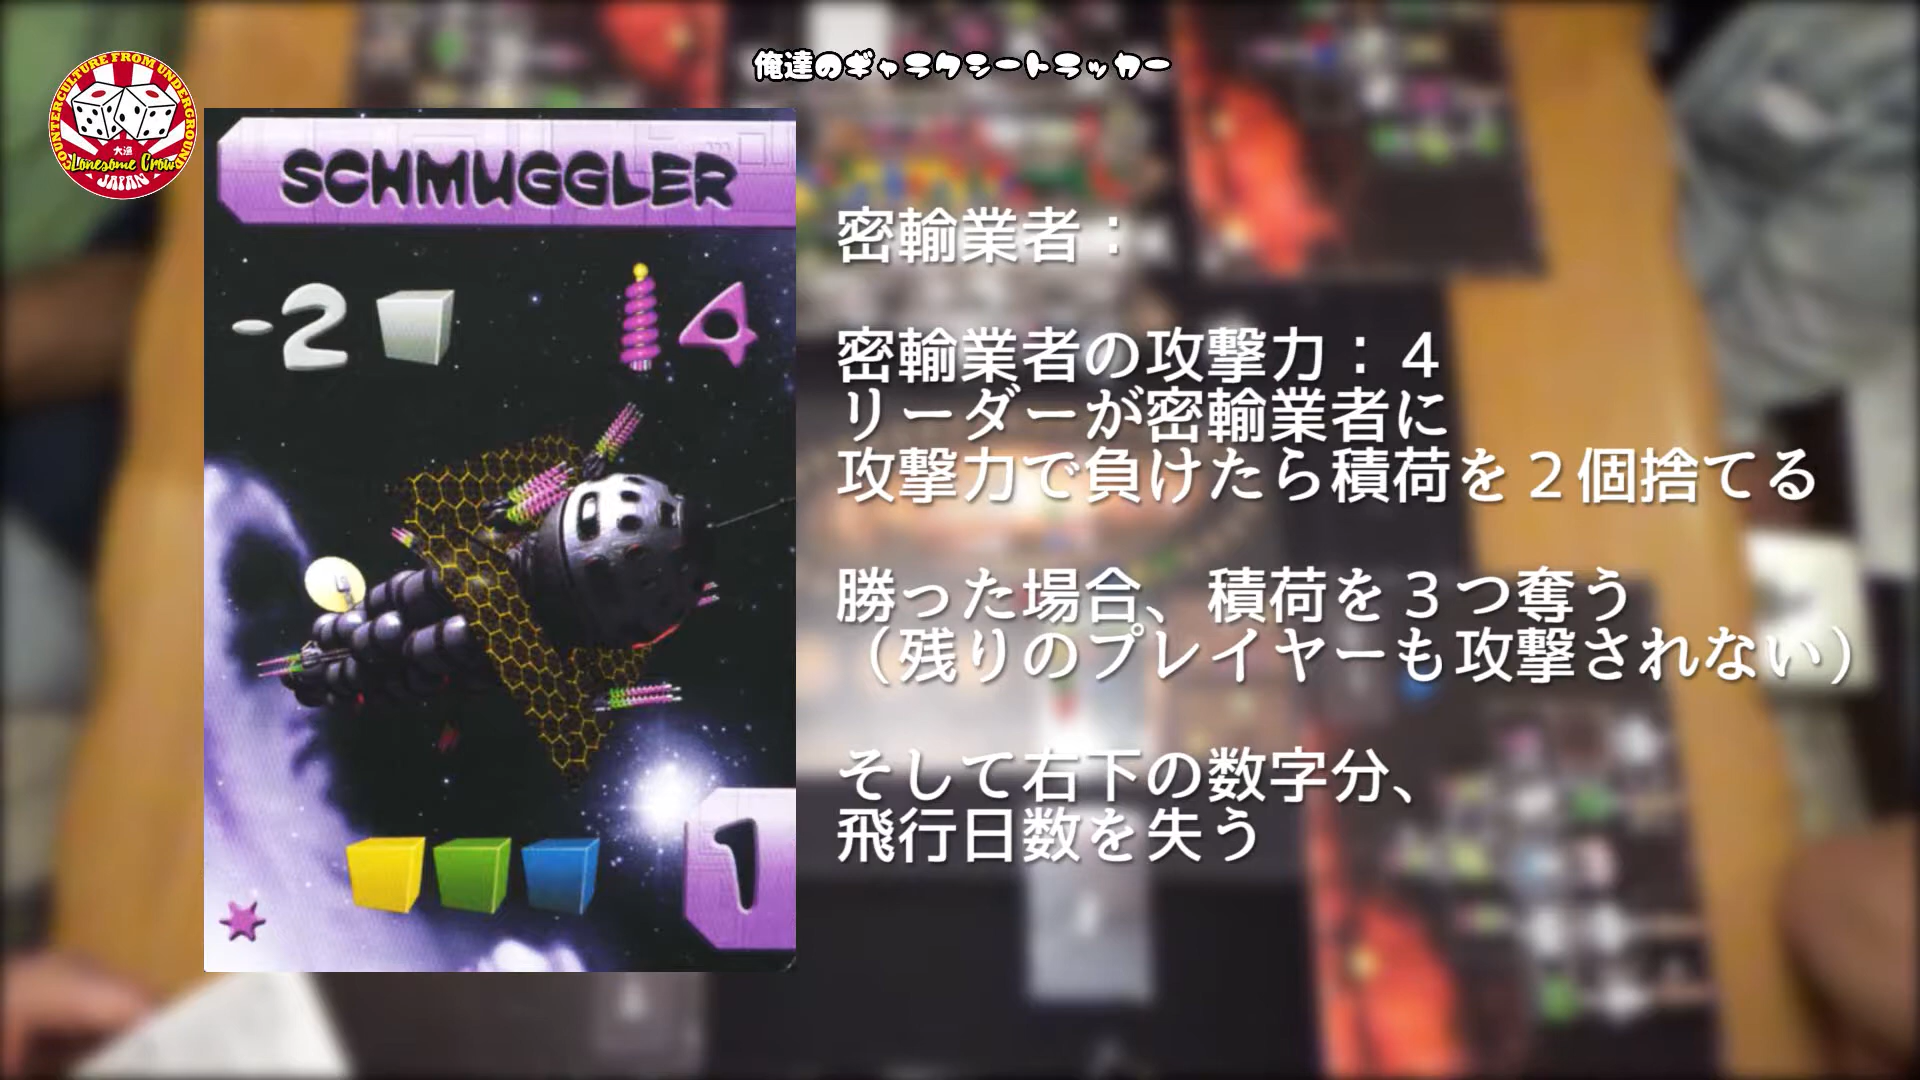 俺達のギャラクシートラッカー
COUNTERCULTURE FROM UNDERGROUND
大漁
Lonesome Crow
JAPAN
SCHMUGGLER
-2
4
1
密輸業者：
密輸業者の攻撃力：４
リーダーが密輸業者に
攻撃力で負けたら積荷を２個捨てる
勝った場合、積荷を３つ奪う
（残りのプレイヤーも攻撃されない）
そして右下の数字分、
飛行日数を失う